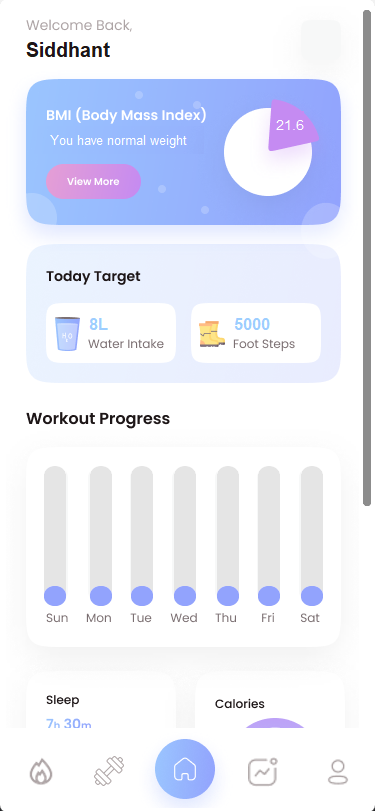 Welcome Back,
Siddhant
BMI (Body Mass Index)
You have normal weight
21.6
View More
Today Target
8L
Water Intake
5000
Foot Steps
H₂O
Workout Progress
Sun Mon Tue Wed Thu Fri Sat
Sleep
7h 30m
Calories